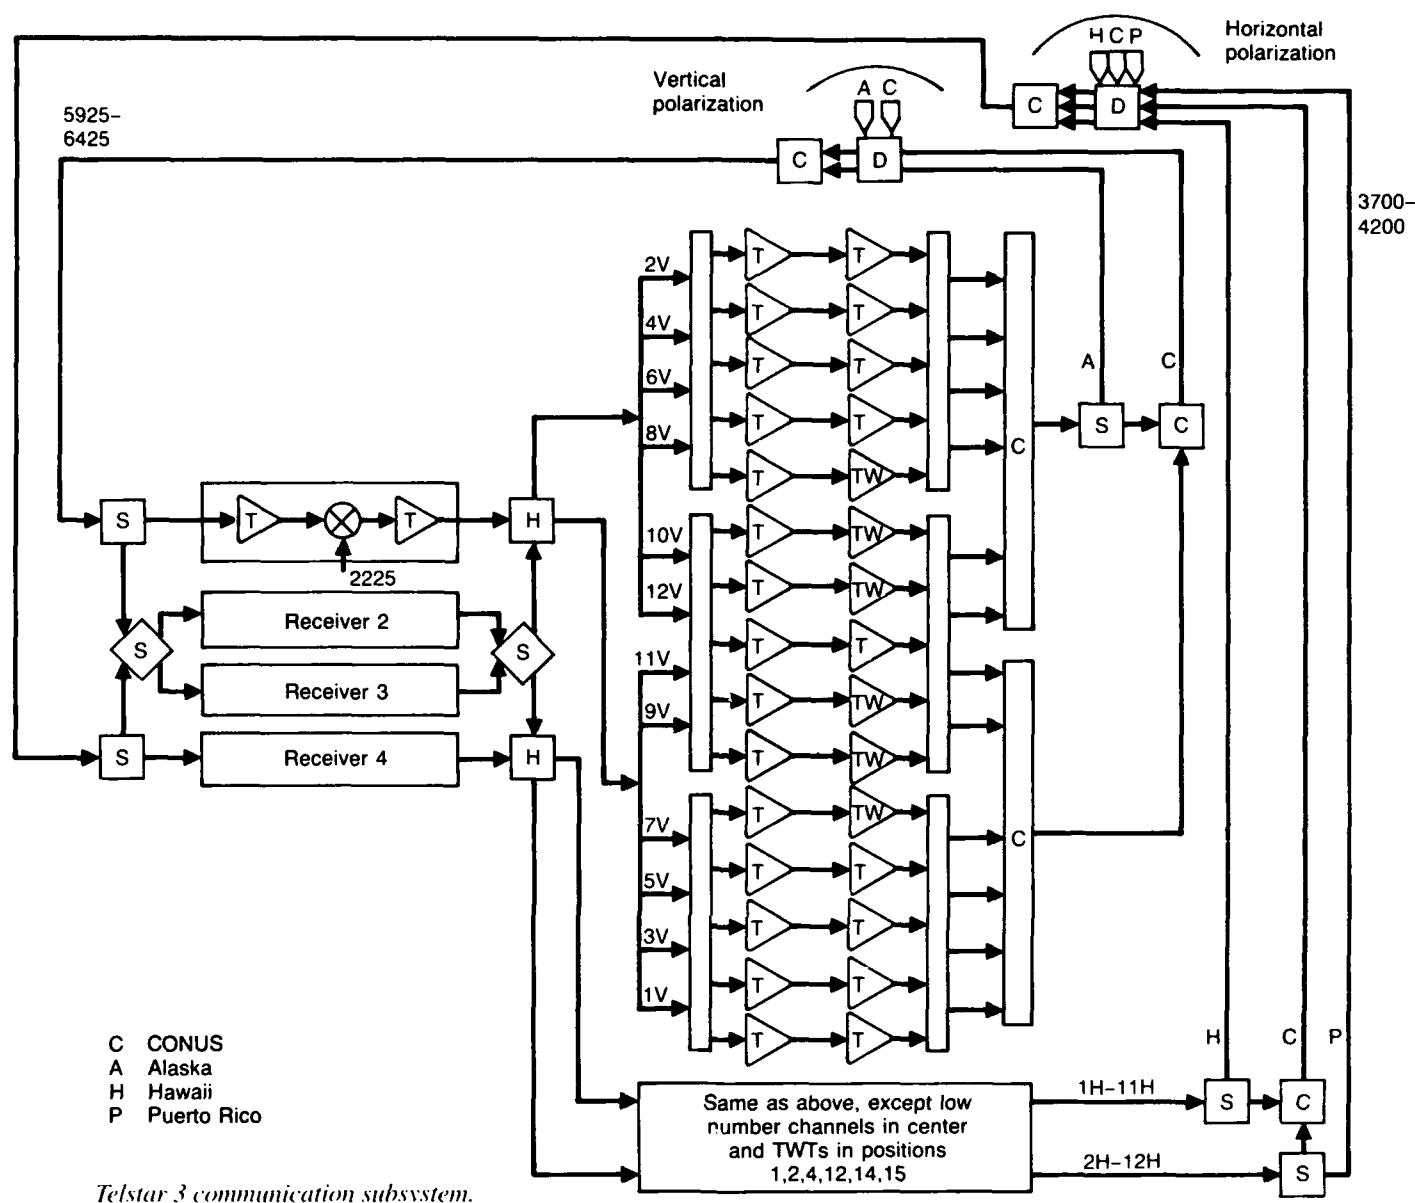 Horizontal
polarization
H C P
C
D
Vertical
polarization
A C
C
D
5925–
6425
3700–
4200
2V
4V
6V
8V
10V
12V
11V
9V
7V
5V
3V
1V
T
T
T
T
T
T
T
T
T
TW
T
TW
T
TW
T
T
T
TW
T
TW
T
TW
T
T
T
T
T
T
T
T
C
C
A
C
S
C
S
T
T
H
2225
Receiver 2
S
S
Receiver 3
S
Receiver 4
H
H
C
P
1H–11H
S
C
2H–12H
S
Same as above, except low
number channels in center
and TWTs in positions
1,2,4,12,14,15
C CONUS
A Alaska
H Hawaii
P Puerto Rico
Telstar 3 communication subsystem.